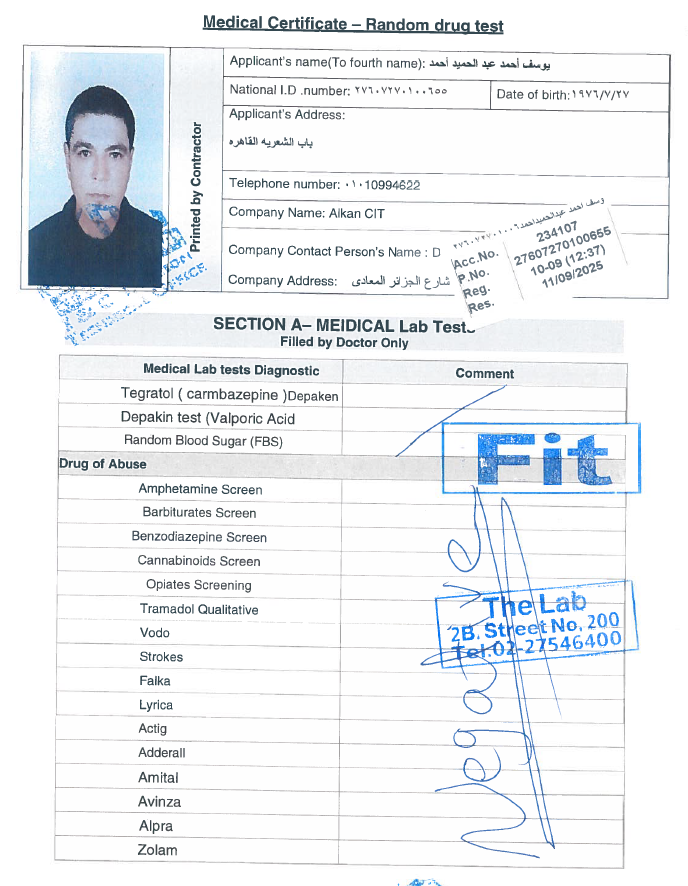 Medical Certificate – Random drug test
Applicant's name(To fourth name): يوسف أحمد عبد الحميد أحمد
National I.D .number: ٢٧٦٠٧٢٧٠١٠٠٦٥٥
Date of birth:١٩٧٦/٧/٢٧
Applicant's Address:
باب الشعريه القاهره
Telephone number: ٠١٠10994622
Company Name: Alkan CIT
Company Contact Person's Name : D
Company Address: شارع الجزائر المعادى
Printed by Contractor
وسف أحمد عبدالحميداحمد
Acc.No. 234107
P.No. 27607270100655
Reg. 10-09 (12:37)
Res. 11/09/2025
SECTION A– MEIDICAL Lab Tests
Filled by Doctor Only
Medical Lab tests Diagnostic
Comment
Tegratol ( carmbazepine )Depaken
Depakin test (Valporic Acid
Random Blood Sugar (FBS)
Fit
Drug of Abuse
Amphetamine Screen
Barbiturates Screen
Benzodiazepine Screen
Cannabinoids Screen
Opiates Screening
Tramadol Qualitative
Vodo
Strokes
Falka
Lyrica
Actig
Adderall
Amital
Avinza
Alpra
Zolam
Negative
The Lab
2B. Street No. 200
Tel:02-27546400